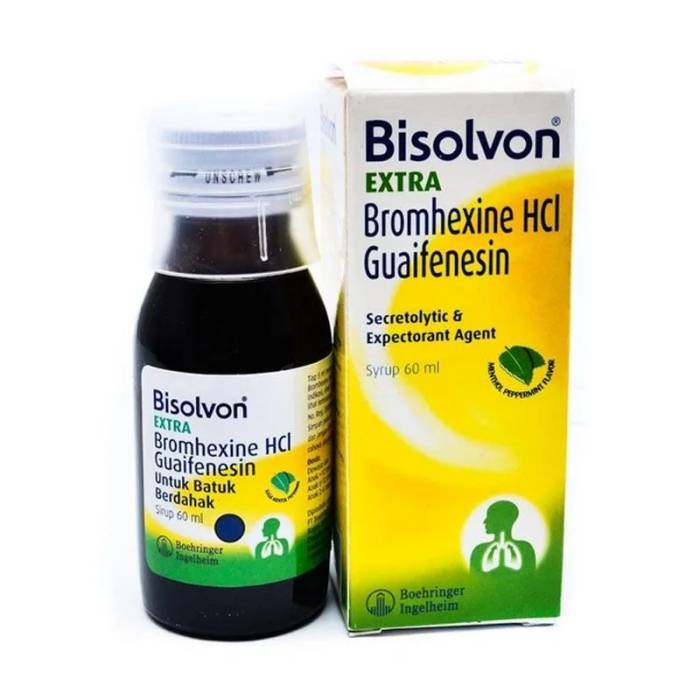 UNSCREW
Bisolvon®
EXTRA
Bromhexine HCl
Guaifenesin
Untuk Batuk
Berdahak
Sirup 60 ml
Boehringer
Ingelheim
Bisolvon®
EXTRA
Bromhexine HCl
Guaifenesin
Secretolytic &
Expectorant Agent
Syrup 60 ml
MENTHOL PEPPERMINT FLAVOR
Boehringer
Ingelheim